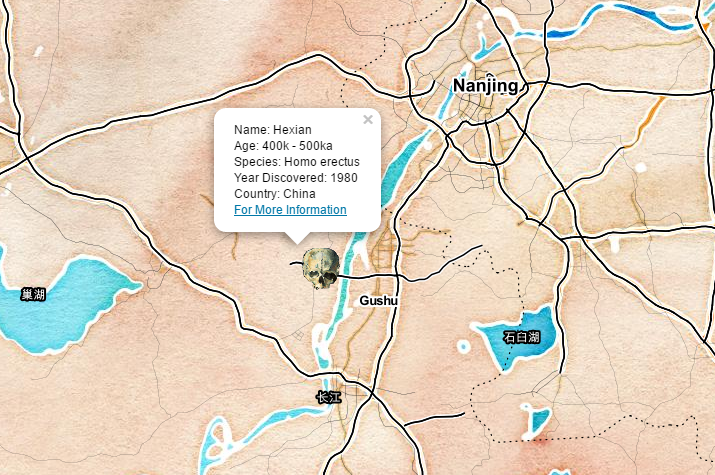 Nanjing
×
Name: Hexian
Age: 400k - 500ka
Species: Homo erectus
Year Discovered: 1980
Country: China
For More Information
巢湖
Gushu
石臼湖
长江